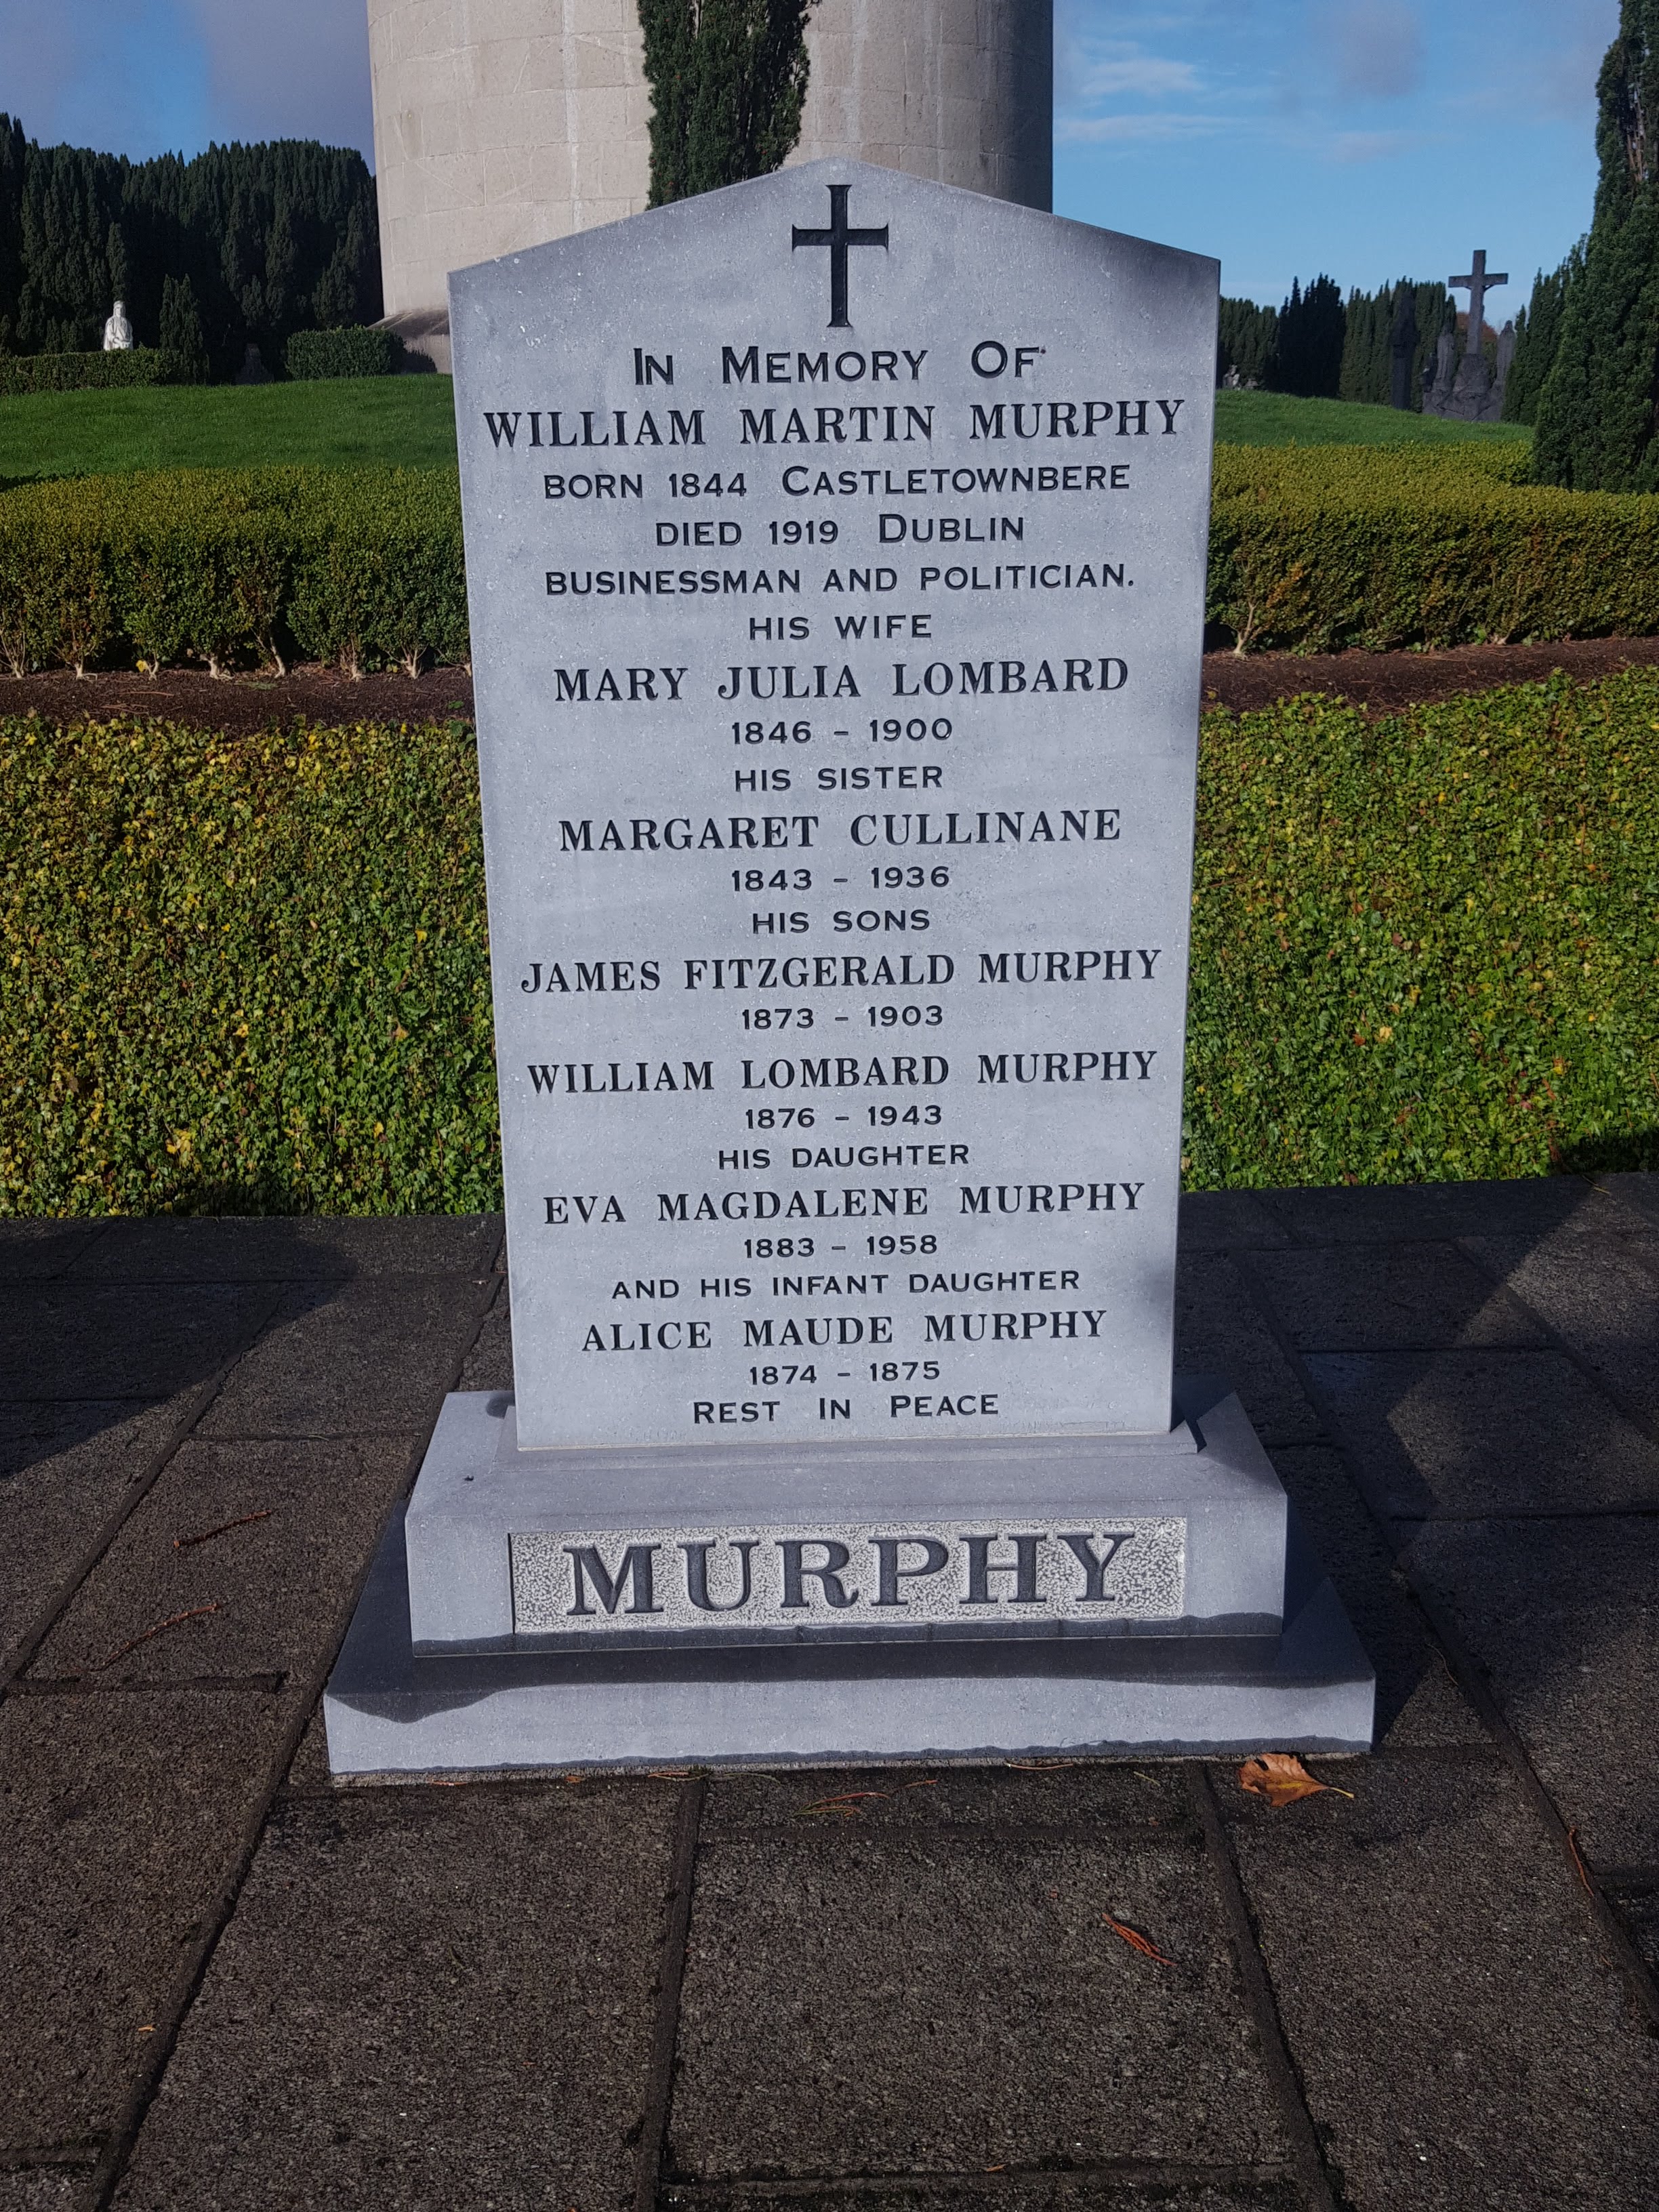 In Memory Of
WILLIAM MARTIN MURPHY
BORN 1844 CASTLETOWNBERE
DIED 1919 DUBLIN
BUSINESSMAN AND POLITICIAN.
HIS WIFE
MARY JULIA LOMBARD
1846 - 1900
HIS SISTER
MARGARET CULLINANE
1843 - 1936
HIS SONS
JAMES FITZGERALD MURPHY
1873 - 1903
WILLIAM LOMBARD MURPHY
1876 - 1943
HIS DAUGHTER
EVA MAGDALENE MURPHY
1883 - 1958
AND HIS INFANT DAUGHTER
ALICE MAUDE MURPHY
1874 - 1875
REST IN PEACE
MURPHY